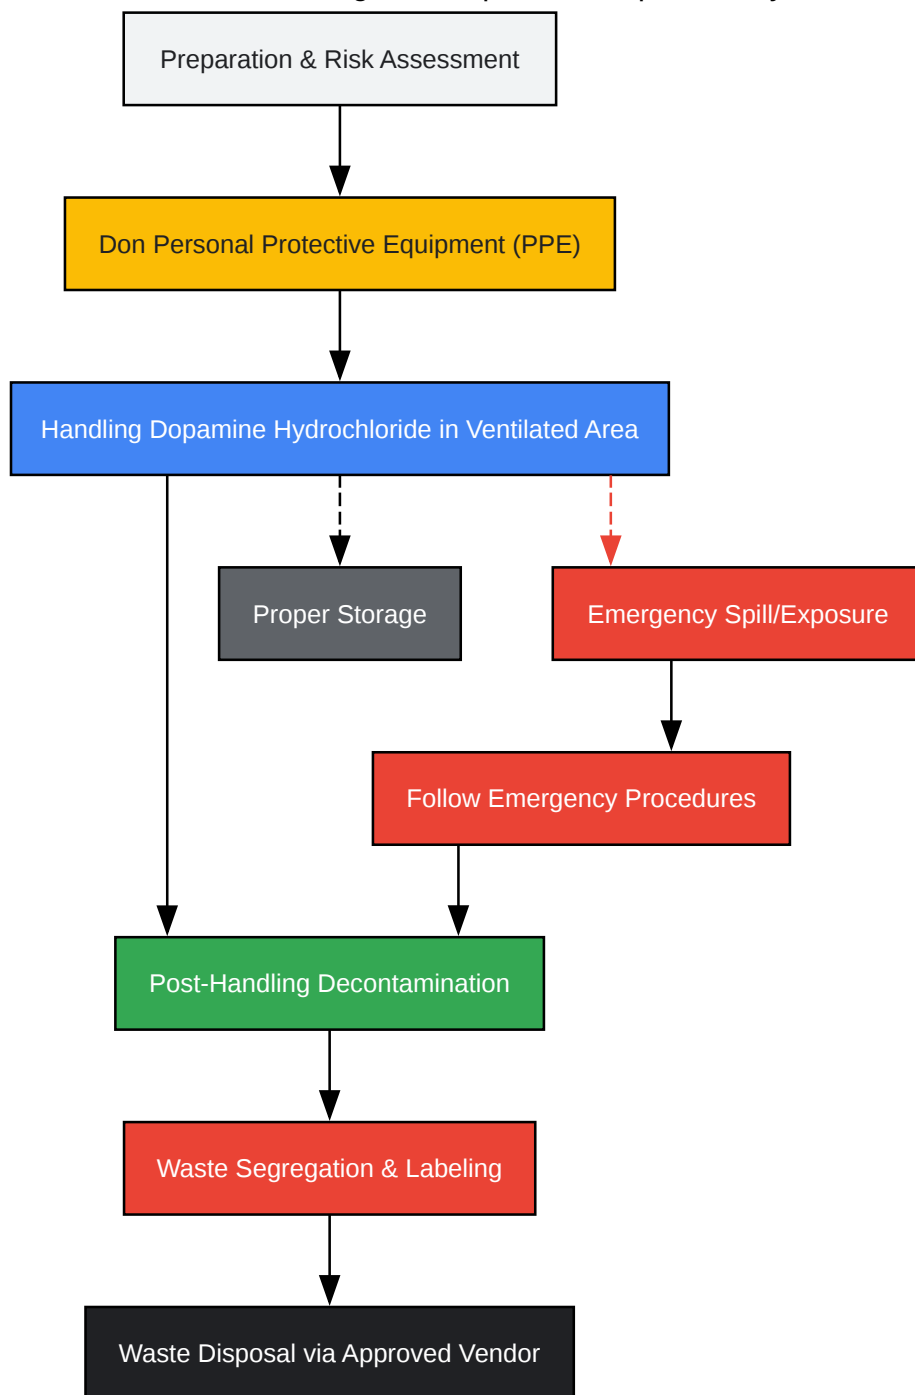 Preparation & Risk Assessment
Don Personal Protective Equipment (PPE)
Handling Dopamine Hydrochloride in Ventilated Area
Proper Storage
Emergency Spill/Exposure
Follow Emergency Procedures
Post-Handling Decontamination
Waste Segregation & Labeling
Waste Disposal via Approved Vendor